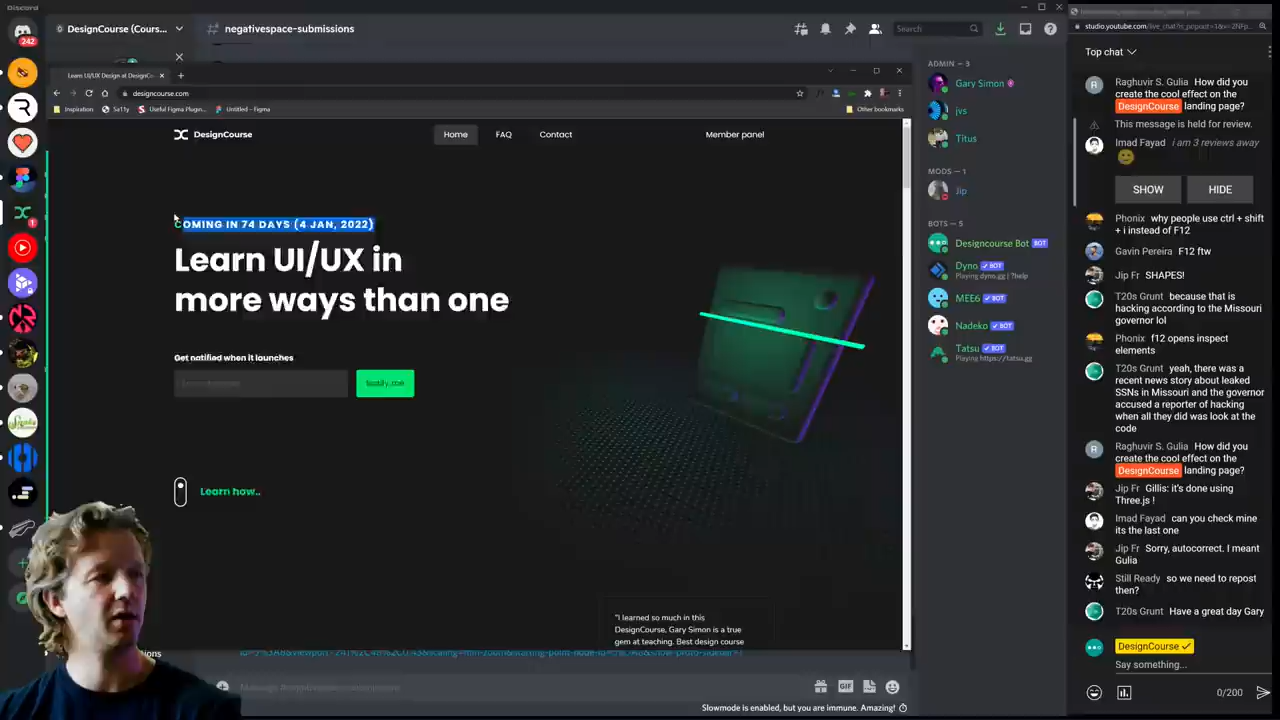 Discord
242
DesignCourse (Cours...
# negativespace-submissions
Search
Learn UI/UX Design at DesignCo
designcourse.com
Inspiration
Sa11y
Useful Figma Plugin...
Untitled – Figma
Other bookmarks
DesignCourse
Home
FAQ
Contact
Member panel
COMING IN 74 DAYS (4 JAN, 2022)
Learn UI/UX in
more ways than one
Get notified when it launches
Notify me
Learn how..
"I learned so much in this
DesignCourse, Gary Simon is a true
gem at teaching. Best design course
Message #negativespace-submissions
GIF
Slowmode is enabled, but you are immune. Amazing!
1
ADMIN — 3
Gary Simon
jvs
Titus
MODS — 1
Jip
BOTS — 5
Designcourse Bot BOT
Dyno BOT
Playing dyno.gg | ?help
MEE6 BOT
Nadeko BOT
Tatsu BOT
Playing https://tatsu.gg
Top chat
Raghuvir S. Gulia How did you
create the cool effect on the
DesignCourse landing page?
This message is held for review.
Imad Fayad i am 3 reviews away
SHOW
HIDE
Phonix why people use ctrl + shift
+ i instead of F12
Gavin Pereira F12 ftw
Jip Fr SHAPES!
T20s Grunt because that is
hacking according to the Missouri
governor lol
Phonix f12 opens inspect
elements
T20s Grunt yeah, there was a
recent news story about leaked
SSNs in Missouri and the governor
accused a reporter of hacking
when all they did was look at the
code
Raghuvir S. Gulia How did you
create the cool effect on the
DesignCourse landing page?
Jip Fr Gillis: it's done using
Three.js !
Imad Fayad can you check mine
its the last one
Jip Fr Sorry, autocorrect. I meant
Gulia
Still Ready so we need to repost
then?
T20s Grunt Have a great day Gary
DesignCourse
Say something...
0/200